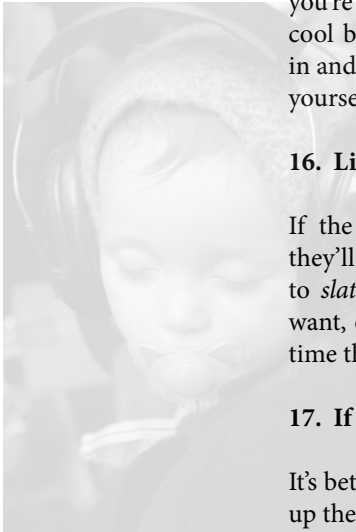 you're
cool b
in and
yourse
16. Li
If the
they'll
to slat
want,
time th
17. If
It's bet
up the